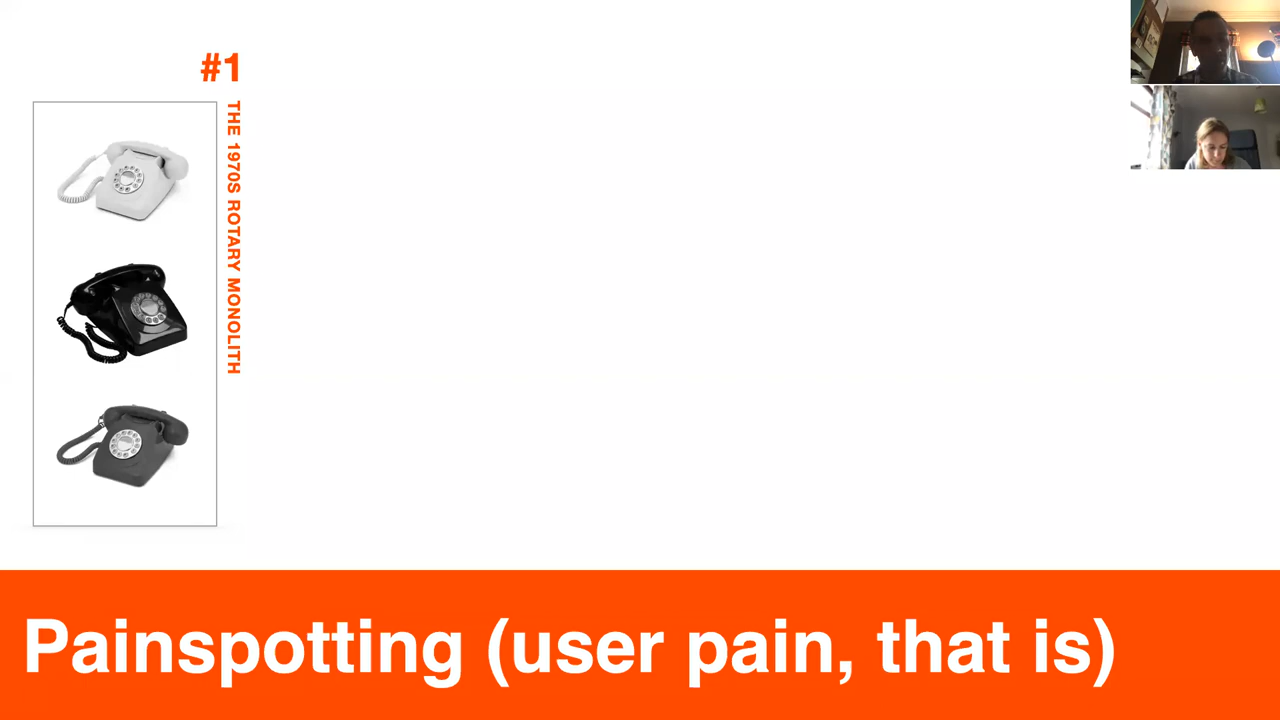 #1
THE 1970S ROTARY MONOLITH
Painspotting (user pain, that is)